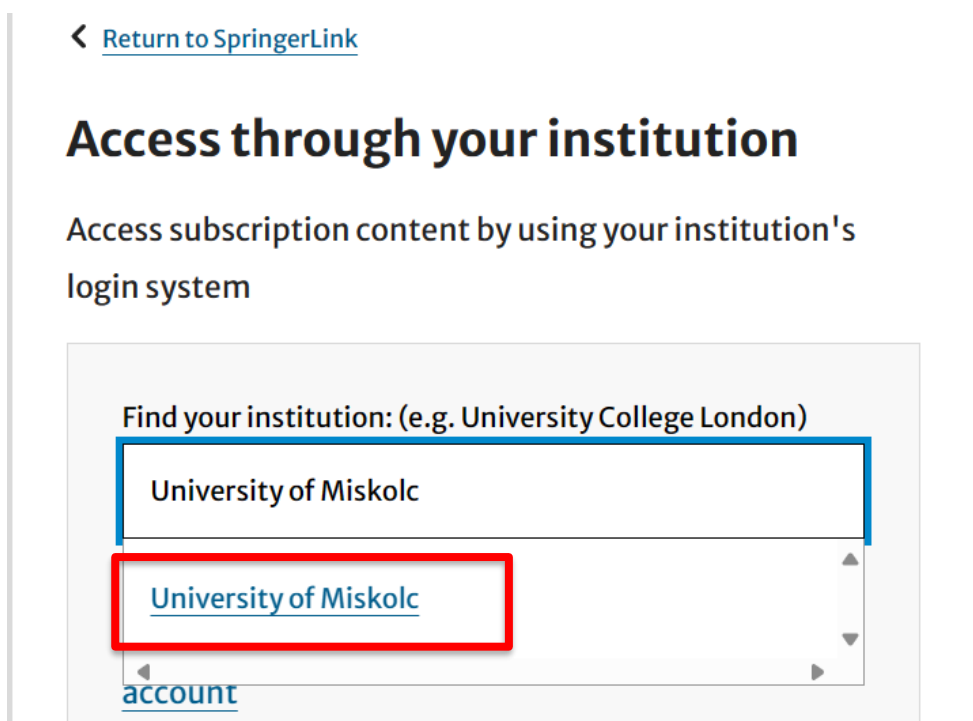 Return to SpringerLink
Access through your institution
Access subscription content by using your institution's
login system
Find your institution: (e.g. University College London)
University of Miskolc
University of Miskolc
account